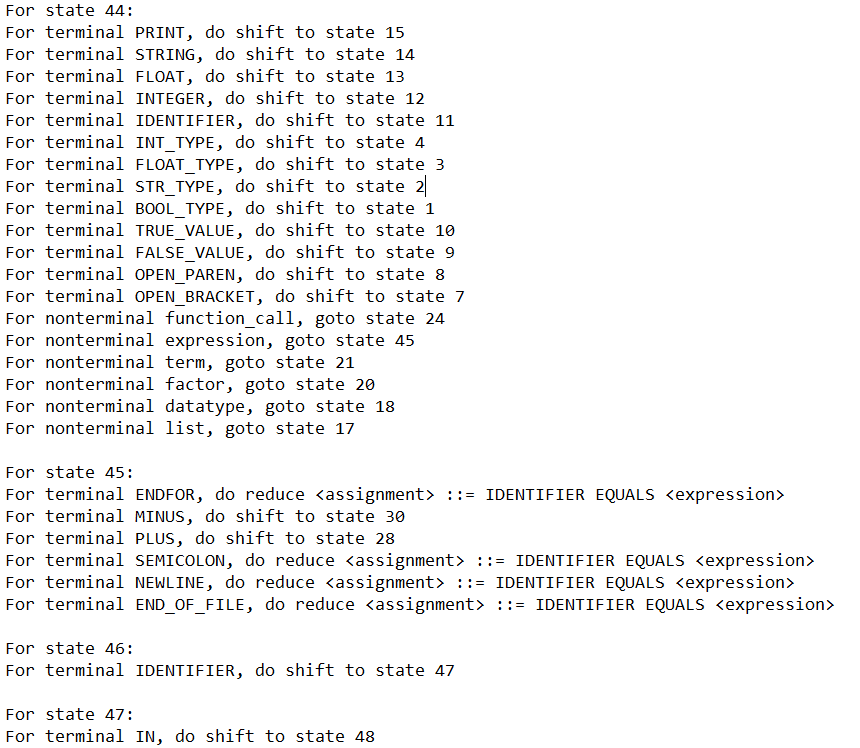 For state 44:
For terminal PRINT, do shift to state 15
For terminal STRING, do shift to state 14
For terminal FLOAT, do shift to state 13
For terminal INTEGER, do shift to state 12
For terminal IDENTIFIER, do shift to state 11
For terminal INT_TYPE, do shift to state 4
For terminal FLOAT_TYPE, do shift to state 3
For terminal STR_TYPE, do shift to state 2
For terminal BOOL_TYPE, do shift to state 1
For terminal TRUE_VALUE, do shift to state 10
For terminal FALSE_VALUE, do shift to state 9
For terminal OPEN_PAREN, do shift to state 8
For terminal OPEN_BRACKET, do shift to state 7
For nonterminal function_call, goto state 24
For nonterminal expression, goto state 45
For nonterminal term, goto state 21
For nonterminal factor, goto state 20
For nonterminal datatype, goto state 18
For nonterminal list, goto state 17

For state 45:
For terminal ENDFOR, do reduce <assignment> ::= IDENTIFIER EQUALS <expression>
For terminal MINUS, do shift to state 30
For terminal PLUS, do shift to state 28
For terminal SEMICOLON, do reduce <assignment> ::= IDENTIFIER EQUALS <expression>
For terminal NEWLINE, do reduce <assignment> ::= IDENTIFIER EQUALS <expression>
For terminal END_OF_FILE, do reduce <assignment> ::= IDENTIFIER EQUALS <expression>

For state 46:
For terminal IDENTIFIER, do shift to state 47

For state 47:
For terminal IN, do shift to state 48